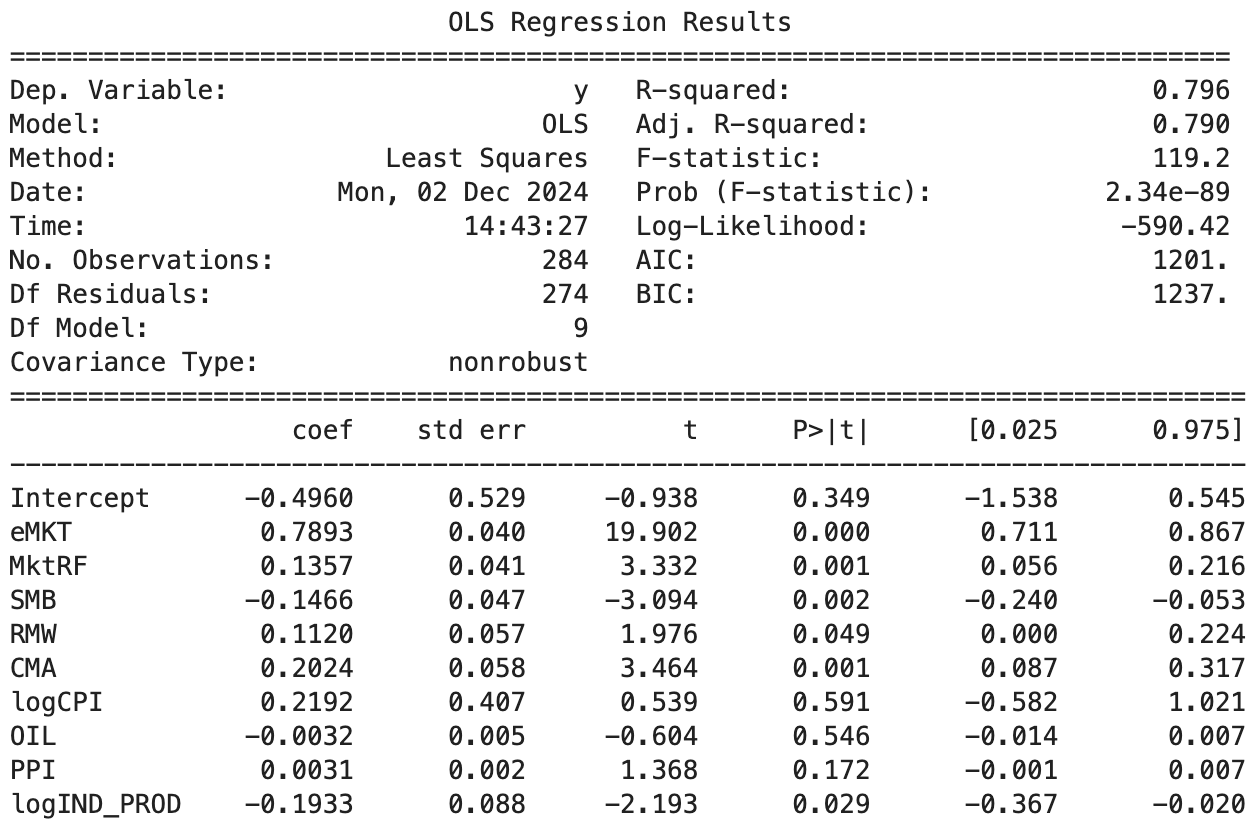 OLS Regression Results
==============================================================================
Dep. Variable: y R-squared: 0.796
Model: OLS Adj. R-squared: 0.790
Method: Least Squares F-statistic: 119.2
Date: Mon, 02 Dec 2024 Prob (F-statistic): 2.34e-89
Time: 14:43:27 Log-Likelihood: -590.42
No. Observations: 284 AIC: 1201.
Df Residuals: 274 BIC: 1237.
Df Model: 9
Covariance Type: nonrobust
===============================================================================
coef std err t P>|t| [0.025 0.975]
-------------------------------------------------------------------------------
Intercept -0.4960 0.529 -0.938 0.349 -1.538 0.545
eMKT 0.7893 0.040 19.902 0.000 0.711 0.867
MktRF 0.1357 0.041 3.332 0.001 0.056 0.216
SMB -0.1466 0.047 -3.094 0.002 -0.240 -0.053
RMW 0.1120 0.057 1.976 0.049 0.000 0.224
CMA 0.2024 0.058 3.464 0.001 0.087 0.317
logCPI 0.2192 0.407 0.539 0.591 -0.582 1.021
OIL -0.0032 0.005 -0.604 0.546 -0.014 0.007
PPI 0.0031 0.002 1.368 0.172 -0.001 0.007
logIND_PROD -0.1933 0.088 -2.193 0.029 -0.367 -0.020